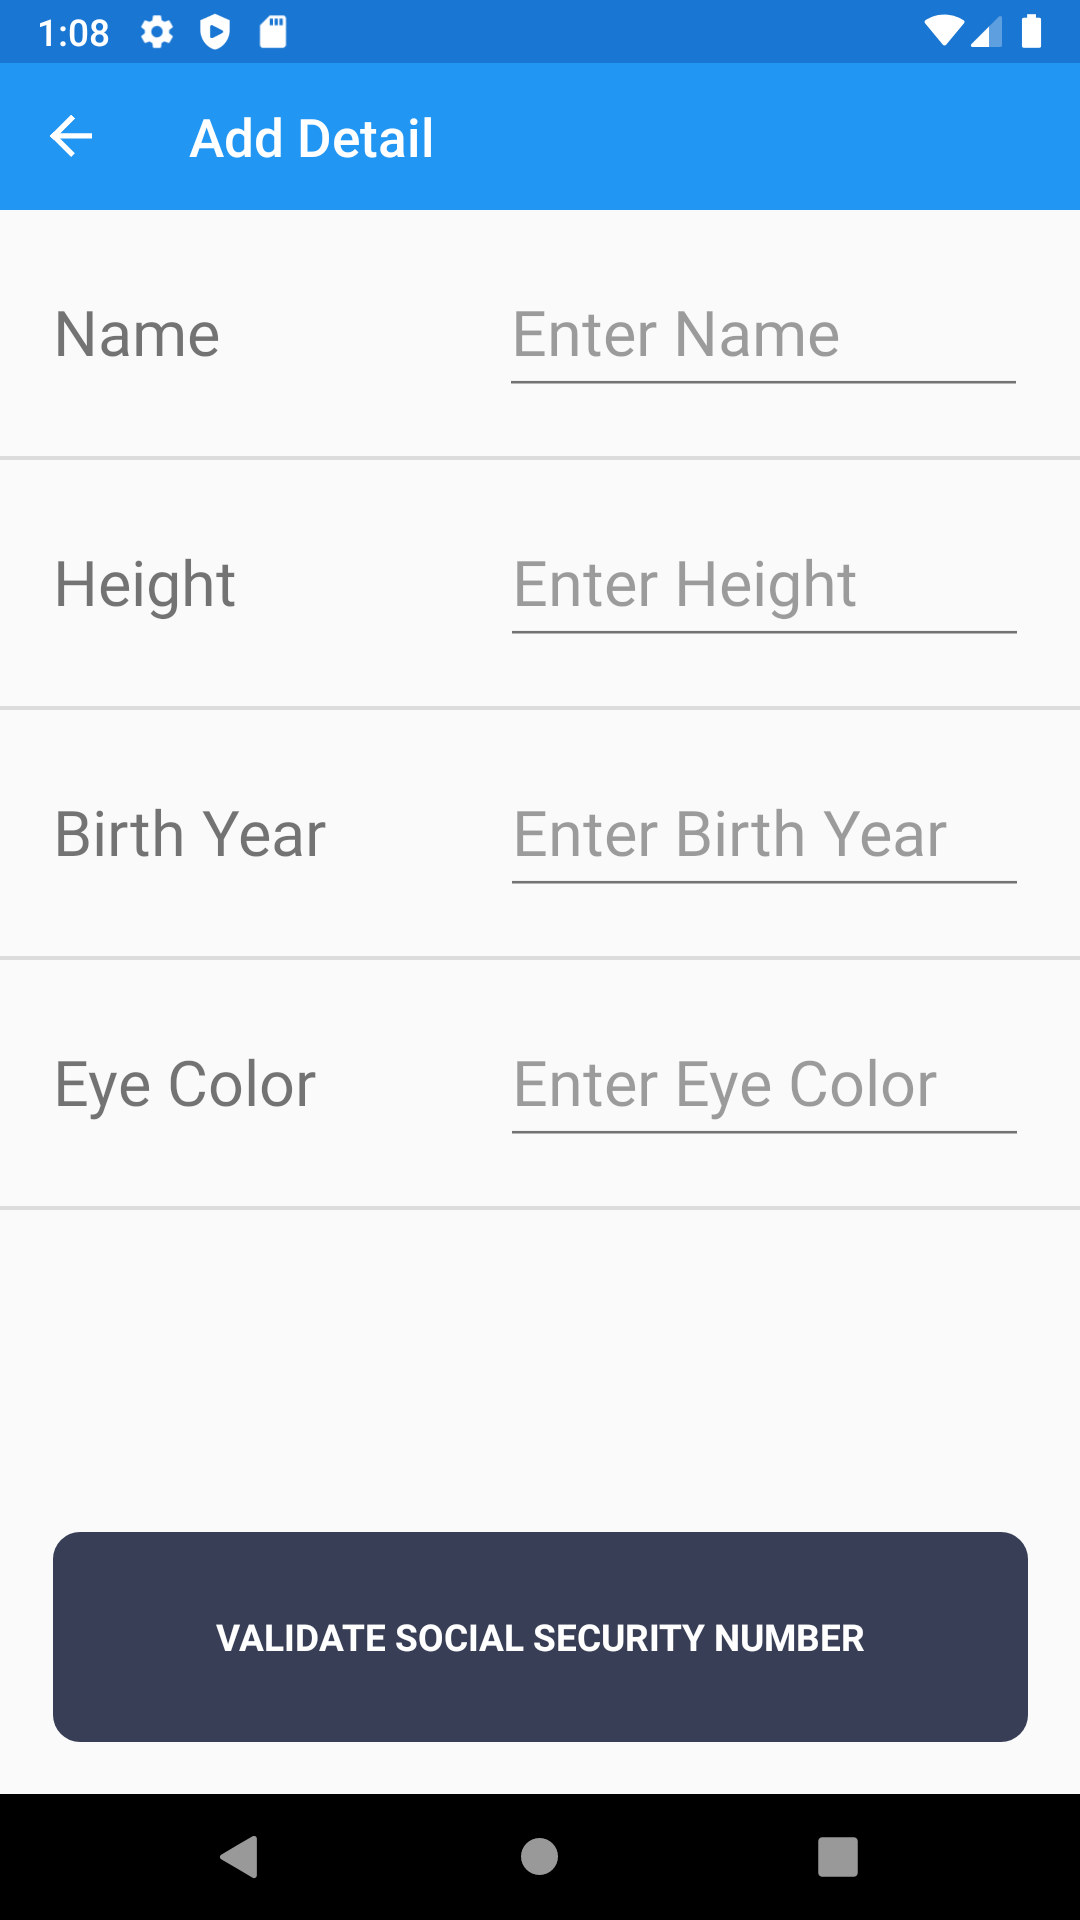 1:08
Add Detail
Name Enter Name
Height Enter Height
Birth Year Enter Birth Year
Eye Color Enter Eye Color
VALIDATE SOCIAL SECURITY NUMBER